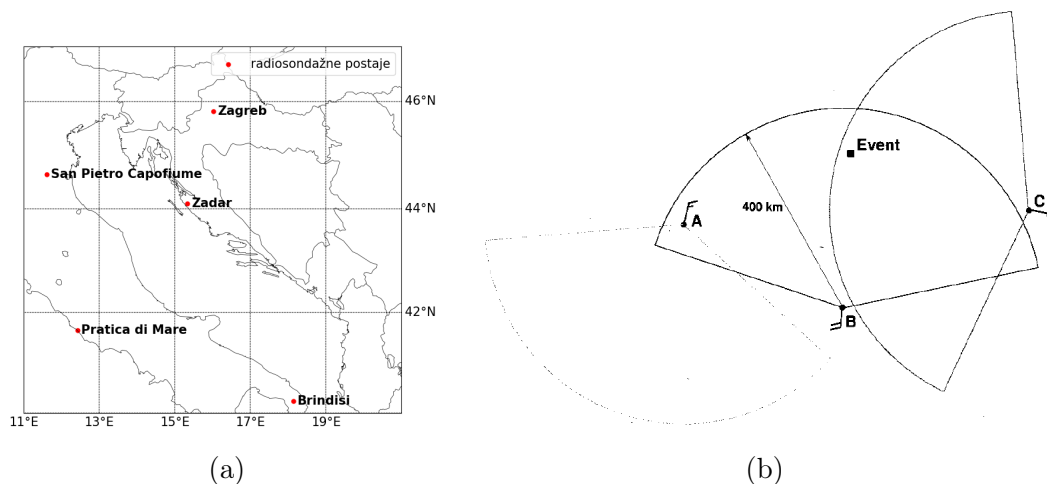 radiosondažne postaje
46°N
Zagreb
San Pietro Capofiume
Zadar
44°N
42°N
Pratica di Mare
Brindisi
11°E 13°E 15°E 17°E 19°E
(a)
Event
400 km
A
C
B
(b)